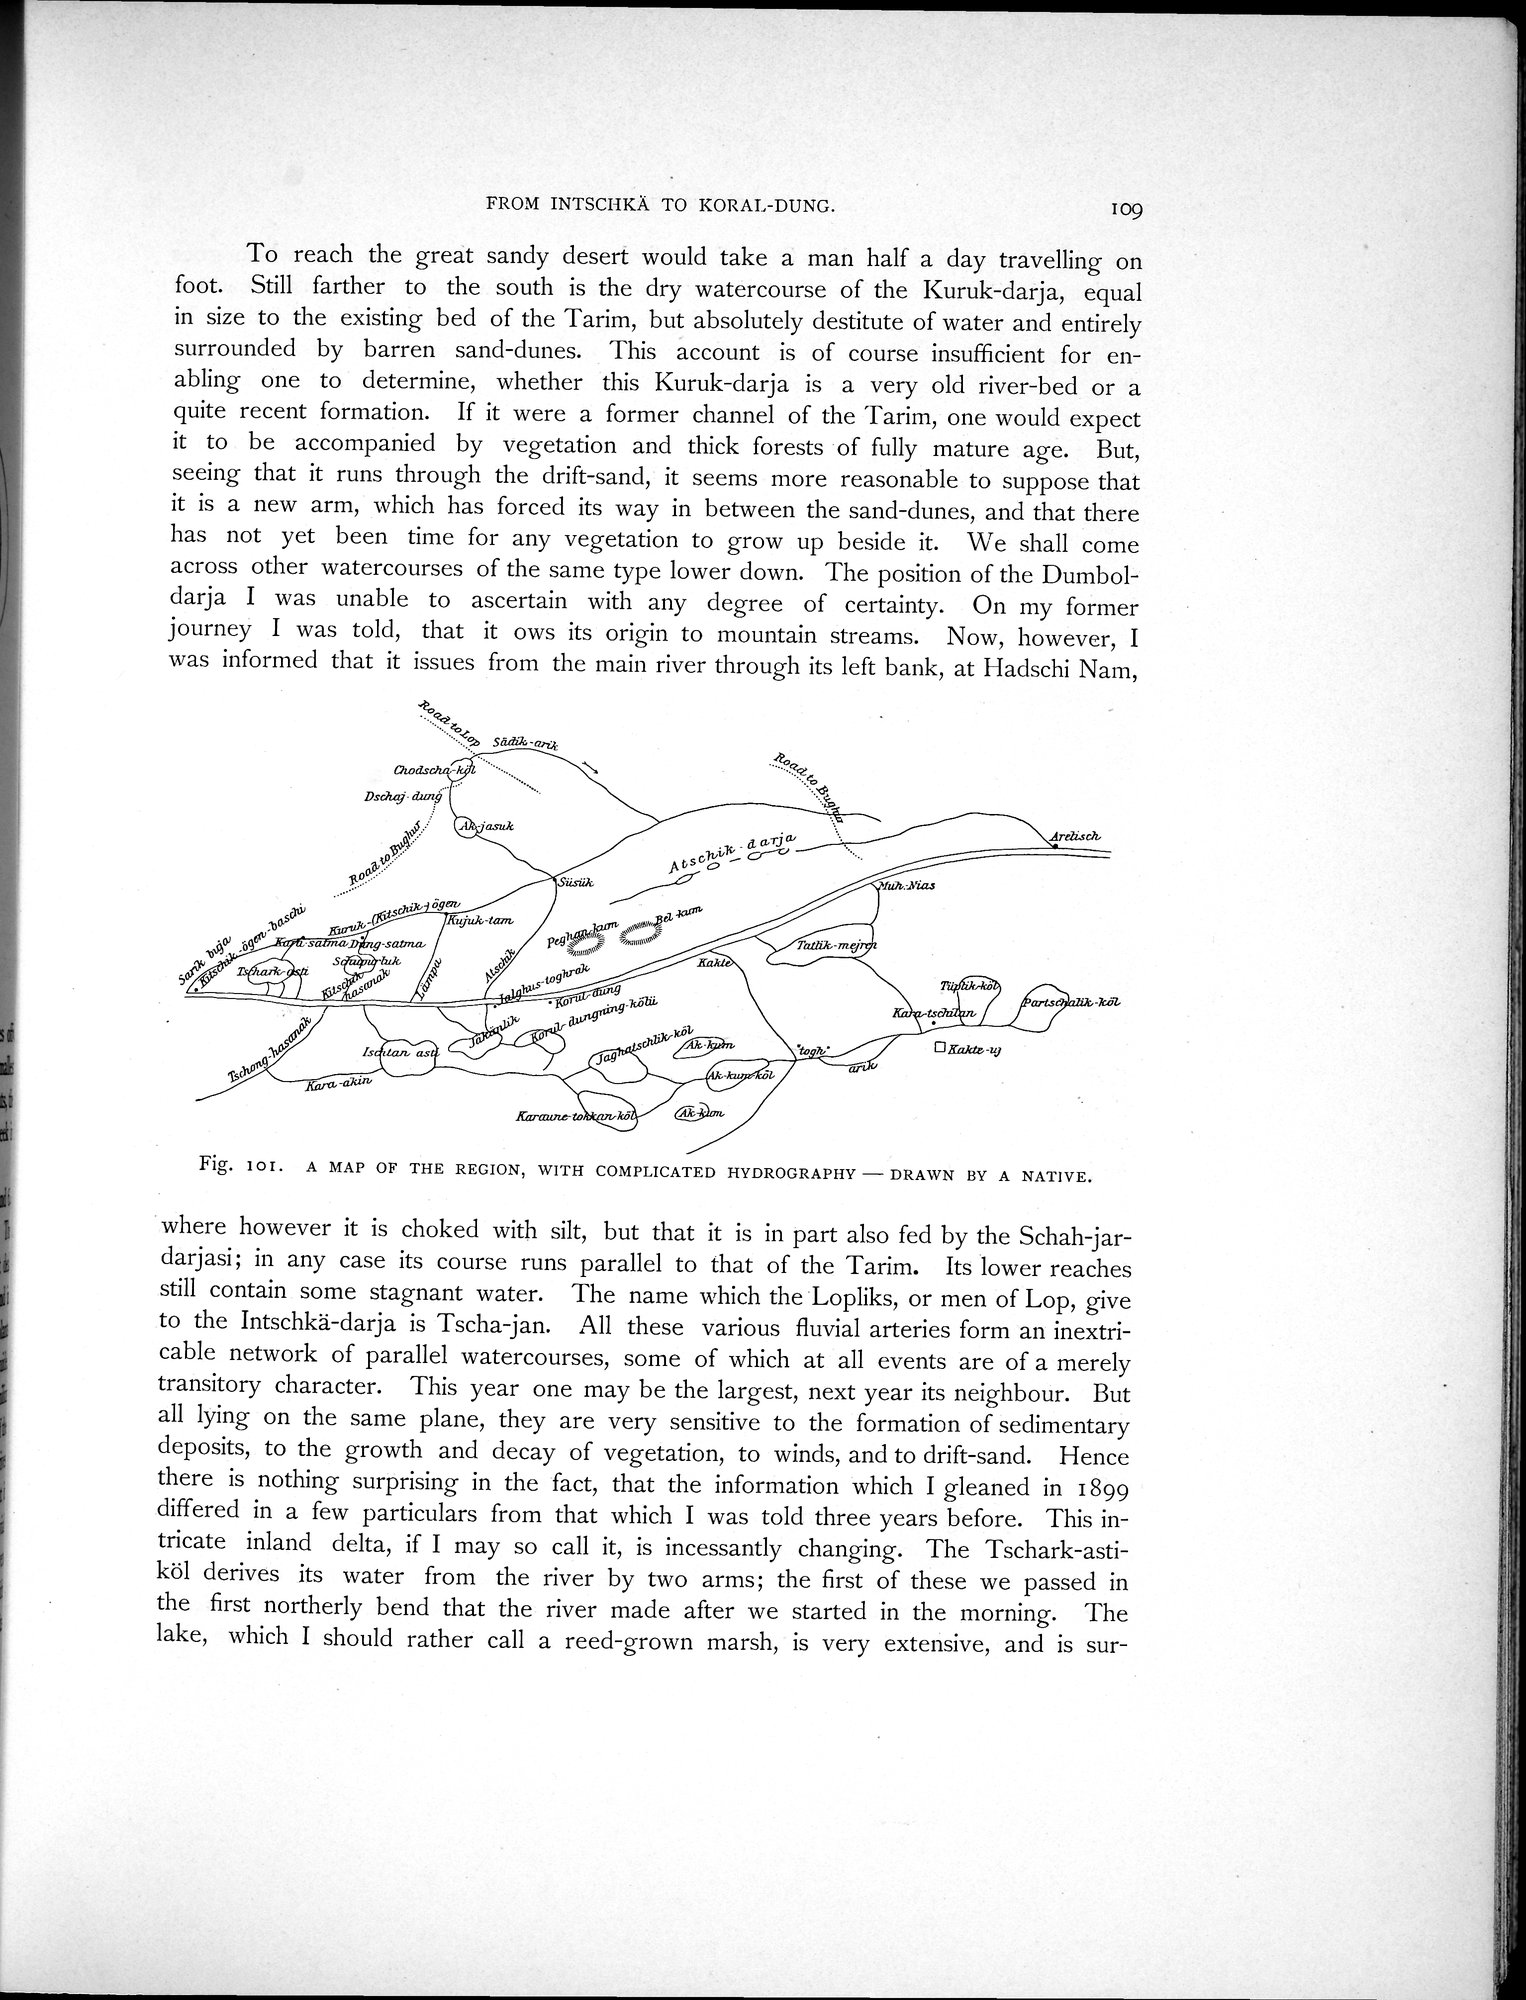 FROM INTSCHKÄ TO KORAL-DUNG. 109
To reach the great sandy desert would take a man half a day travelling on
foot. Still farther to the south is the dry watercourse of the Kuruk-darja, equal
in size to the existing bed of the Tarim, but absolutely destitute of water and entirely
surrounded by barren sand-dunes. This account is of course insufficient for en-
abling one to determine, whether this Kuruk-darja is a very old river-bed or a
quite recent formation. If it were a former channel of the Tarim, one would expect
it to be accompanied by vegetation and thick forests of fully mature age. But,
seeing that it runs through the drift-sand, it seems more reasonable to suppose that
it is a new arm, which has forced its way in between the sand-dunes, and that there
has not yet been time for any vegetation to grow up beside it. We shall come
across other watercourses of the same type lower down. The position of the Dumbol-
darja I was unable to ascertain with any degree of certainty. On my former
journey I was told, that it ows its origin to mountain streams. Now, however, I
was informed that it issues from the main river through its left bank, at Hadschi Nam,
Road to Lop
Sädik-arik
Chodscha-köl
Dschaj-dung
Road to Bughur
Ak-jasuk
Road to Bughur
Atschik-darja
Arelisch
Süsük
Muh. Nias
Sarik buja
Kitschik-ögen-baschi
Kuruk-(Kitschik-) ögen
Kujuk-tam
Karti satma
Dung-satma
Tschark-asti
Kitschik
hasanak
Lämpa
Atschik
Peghan-kum
Bel-kum
Tatlik-mejreh
Kakte
Jalghus-toghrak
Korul-dung
Korul-dungning-kölü
Tüplik-köl
Kara-tschilan
Partschalik-köl
Kakte-uj
Tschong-hasanak
Ischtan asti
Kara-akin
Jakänlik
Jaghatschlik-köl
Ak-kum
Ak-kum-köl
"togh"
arik
Karaune-tokkan-köl
Ak-kum
Fig. 101. A MAP OF THE REGION, WITH COMPLICATED HYDROGRAPHY — DRAWN BY A NATIVE.
where however it is choked with silt, but that it is in part also fed by the Schah-jar-
darjasi; in any case its course runs parallel to that of the Tarim. Its lower reaches
still contain some stagnant water. The name which the Lopliks, or men of Lop, give
to the Intschkä-darja is Tscha-jan. All these various fluvial arteries form an inextri-
cable network of parallel watercourses, some of which at all events are of a merely
transitory character. This year one may be the largest, next year its neighbour. But
all lying on the same plane, they are very sensitive to the formation of sedimentary
deposits, to the growth and decay of vegetation, to winds, and to drift-sand. Hence
there is nothing surprising in the fact, that the information which I gleaned in 1899
differed in a few particulars from that which I was told three years before. This in-
tricate inland delta, if I may so call it, is incessantly changing. The Tschark-asti-
köl derives its water from the river by two arms; the first of these we passed in
the first northerly bend that the river made after we started in the morning. The
lake, which I should rather call a reed-grown marsh, is very extensive, and is sur-